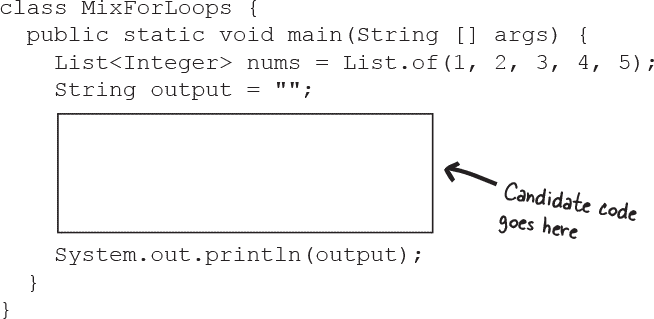 class MixForLoops {
  public static void main(String [] args) {
    List<Integer> nums = List.of(1, 2, 3, 4, 5);
    String output = "";
Candidate code
goes here
    System.out.println(output);
  }
}